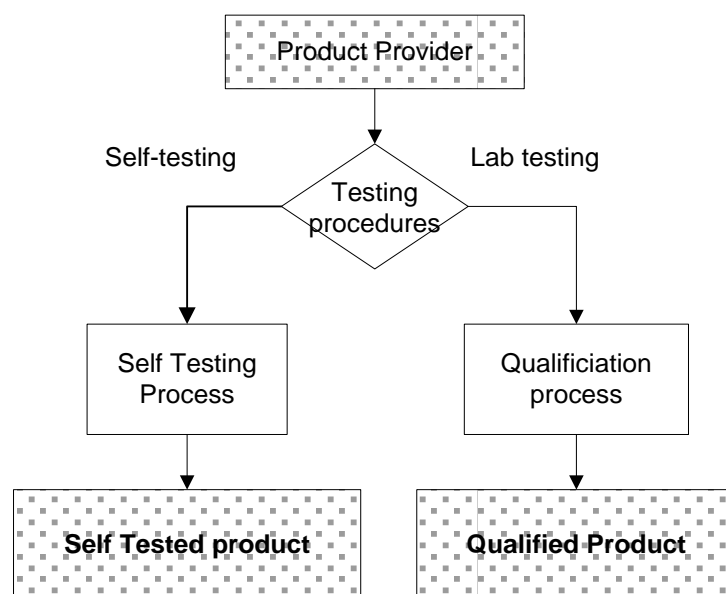 Product Provider
Self-testing
Lab testing
Testing
procedures
Self Testing
Process
Qualificiation
process
Self Tested product
Qualified Product